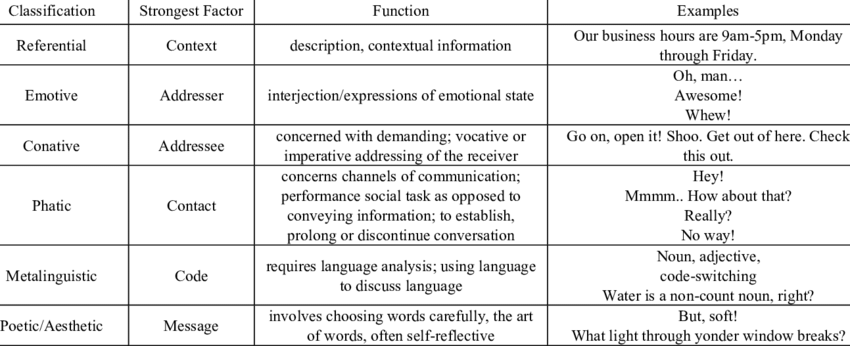 Classification Strongest Factor Function Examples
Referential Context description, contextual information Our business hours are 9am-5pm, Monday
through Friday.
Emotive Addresser interjection/expressions of emotional state Oh, man…
Awesome!
Whew!
Conative Addressee concerned with demanding; vocative or
imperative addressing of the receiver
Go on, open it! Shoo. Get out of here. Check
this out.
Phatic Contact concerns channels of communication;
performance social task as opposed to
conveying information; to establish,
prolong or discontinue conversation
Hey!
Mmmm.. How about that?
Really?
No way!
Metalinguistic Code requires language analysis; using language
to discuss language
Noun, adjective,
code-switching
Water is a non-count noun, right?
Poetic/Aesthetic Message involves choosing words carefully, the art
of words, often self-reflective
But, soft!
What light through yonder window breaks?